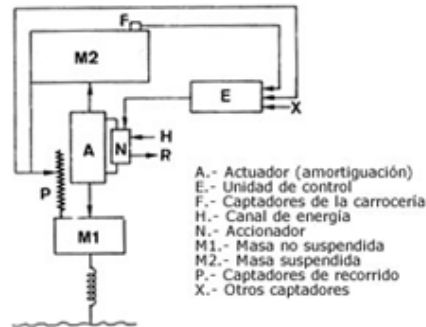 F
M2
E
X
A
N
H
R
P
M1
A.- Actuador (amortiguación)
E.- Unidad de control
F.- Captadores de la carrocería
H.- Canal de energía
N.- Accionador
M1.- Masa no suspendida
M2.- Masa suspendida
P.- Captadores de recorrido
X.- Otros captadores